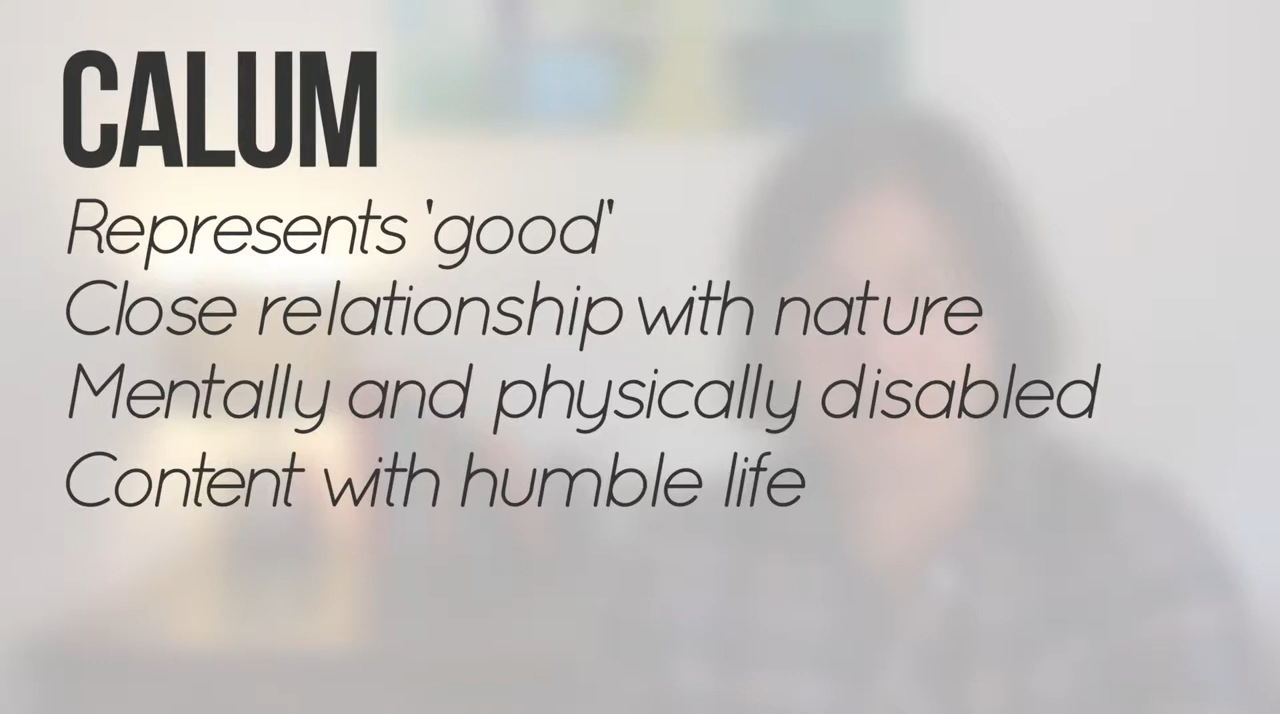 CALUM
Represents 'good'
Close relationship with nature
Mentally and physically disabled
Content with humble life